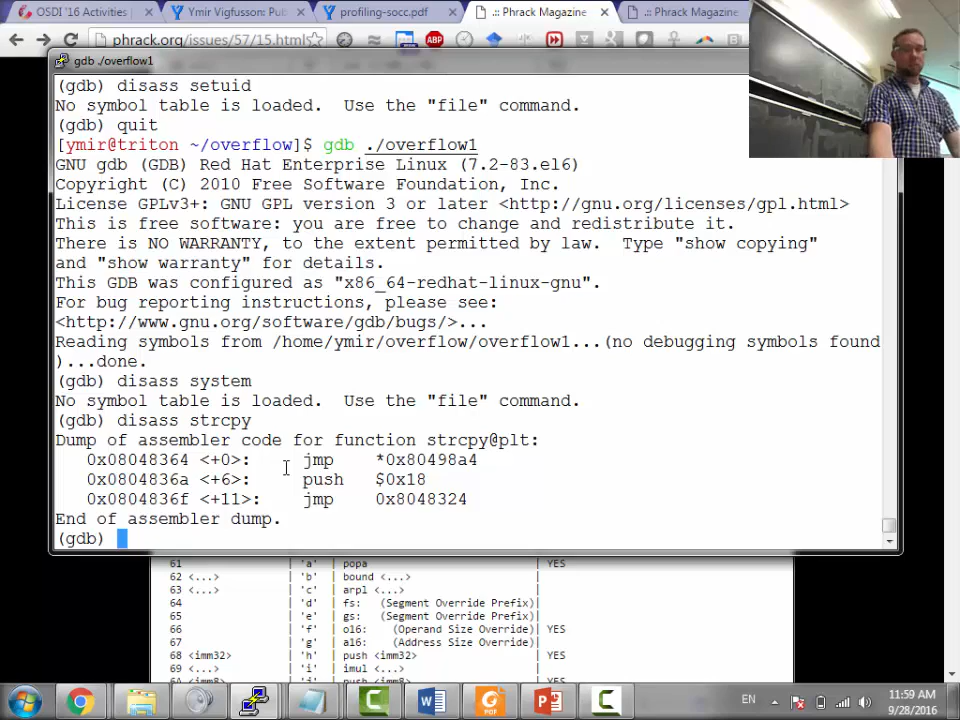 OSDI '16 Activities
Ymir Vigfusson: Pub
profiling-socc.pdf
.:: Phrack Magazine
.:: Phrack Magazine
phrack.org/issues/57/15.html
ABP
gdb ./overflow1
(gdb) disass setuid
No symbol table is loaded.  Use the "file" command.
(gdb) quit
[ymir@triton ~/overflow]$ gdb ./overflow1
GNU gdb (GDB) Red Hat Enterprise Linux (7.2-83.el6)
Copyright (C) 2010 Free Software Foundation, Inc.
License GPLv3+: GNU GPL version 3 or later <http://gnu.org/licenses/gpl.html>
This is free software: you are free to change and redistribute it.
There is NO WARRANTY, to the extent permitted by law.  Type "show copying"
and "show warranty" for details.
This GDB was configured as "x86_64-redhat-linux-gnu".
For bug reporting instructions, please see:
<http://www.gnu.org/software/gdb/bugs/>...
Reading symbols from /home/ymir/overflow/overflow1...(no debugging symbols found
)...done.
(gdb) disass system
No symbol table is loaded.  Use the "file" command.
(gdb) disass strcpy
Dump of assembler code for function strcpy@plt:
0x08048364 <+0>: jmp *0x80498a4
0x0804836a <+6>: push $0x18
0x0804836f <+11>: jmp 0x8048324
End of assembler dump.
(gdb)
61 | 'a' | popa | YES
62 <...> | 'b' | bound <...> |
63 <...> | 'c' | arpl <...> |
64 | 'd' | fs: (Segment Override Prefix)|
65 | 'e' | gs: (Segment Override Prefix)|
66 | 'f' | o16: (Operand Size Override)| YES
67 | 'g' | a16: (Address Size Override)| YES
68 <imm32> | 'h' | push <imm32> | YES
69 <...> | 'i' | imul <...> |
EN
11:59 AM
9/28/2016